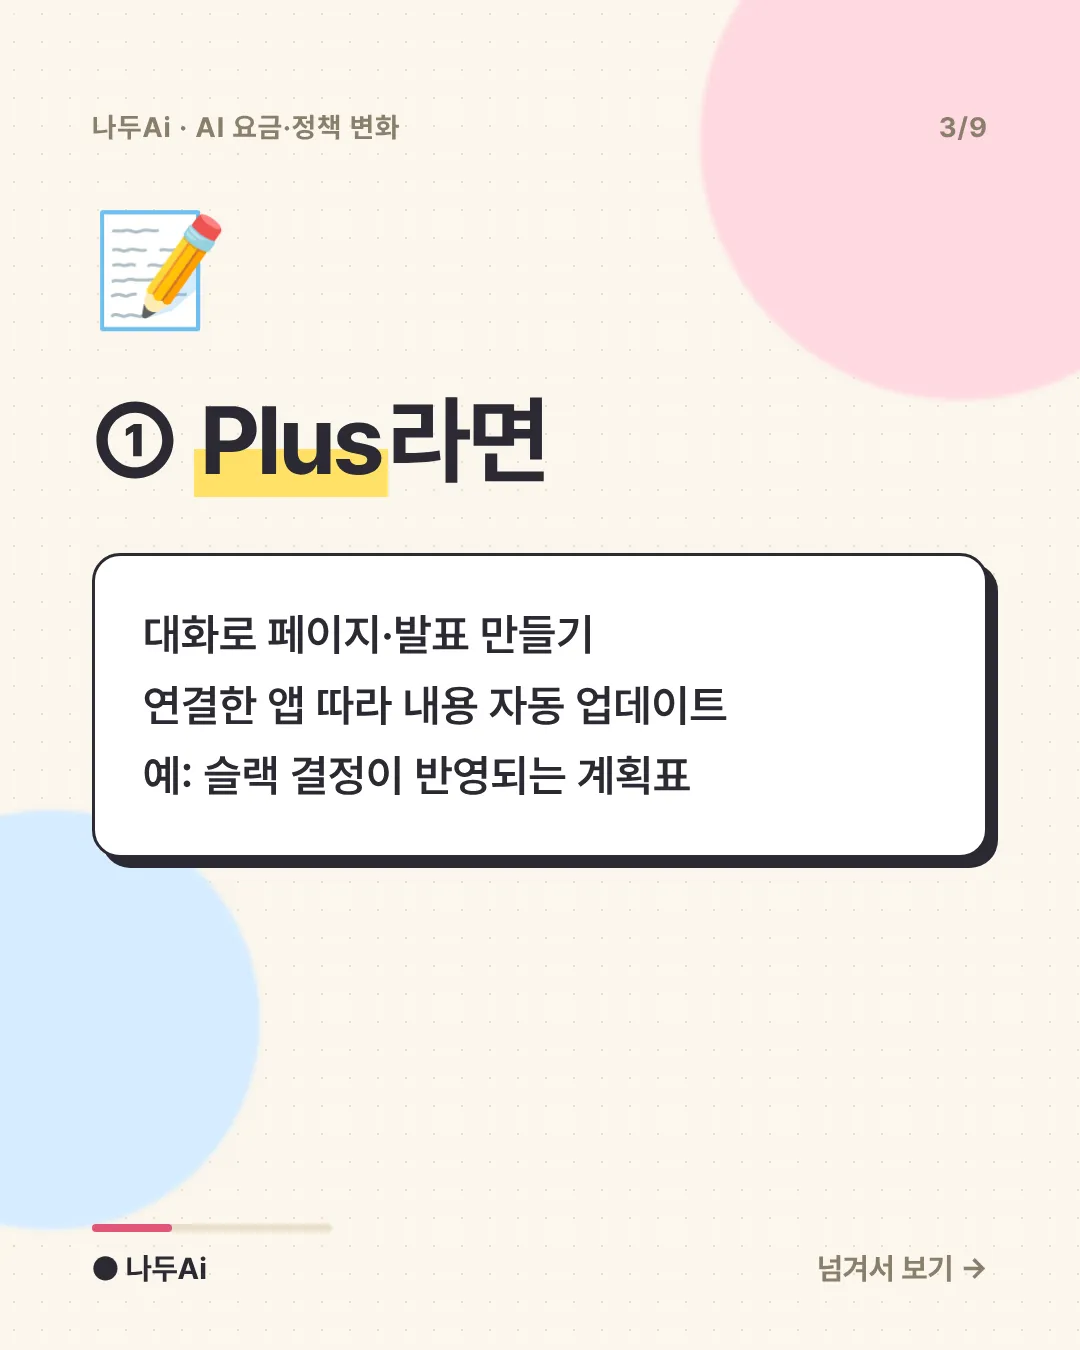 나두Ai · AI 요금·정책 변화
3/9
① Plus라면
대화로 페이지·발표 만들기
연결한 앱 따라 내용 자동 업데이트
예: 슬랙 결정이 반영되는 계획표
● 나두Ai
넘겨서 보기 →